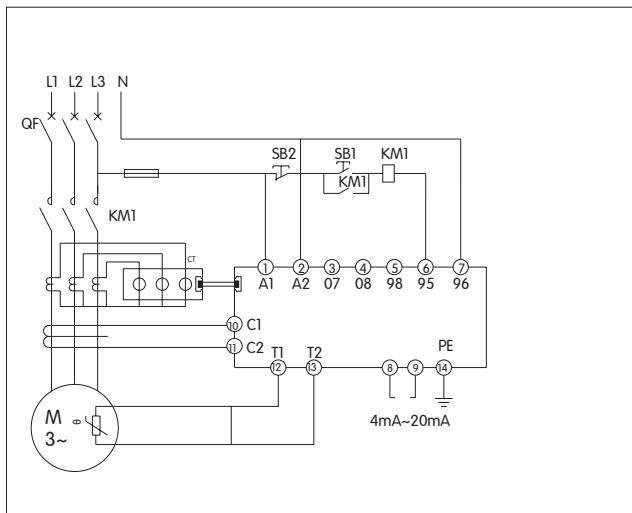 L1 L2 L3 N
QF
SB2 SB1 KM1
KM1
KM1
CT
1 2 3 4 5 6 7
A1 A2 07 08 98 95 96
10 C1
11 C2
T1 T2 PE
12 13 8 9 14
4mA~20mA
M
3~
θ